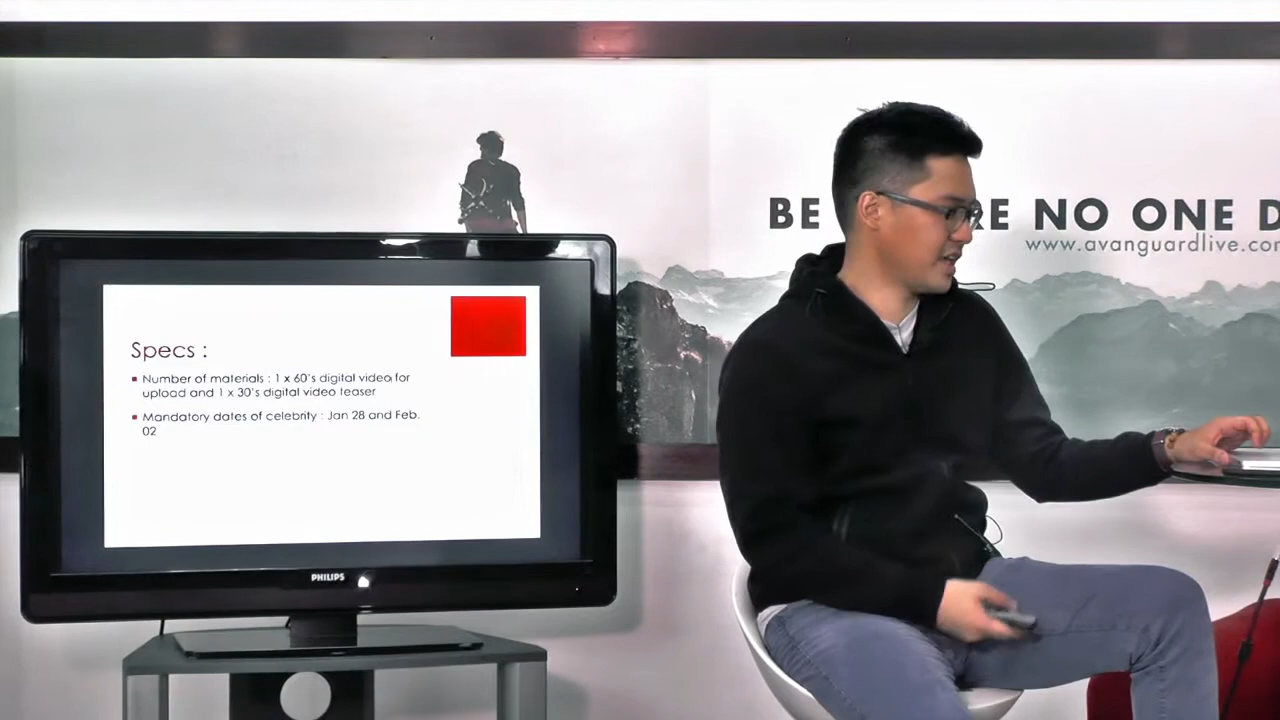 BE RE NO ONE D
www.avanguardlive.com
Specs :
Number of materials : 1 x 60's digital video for
upload and 1 x 30's digital video teaser
Mandatory dates of celebrity : Jan 28 and Feb.
02
PHILIPS